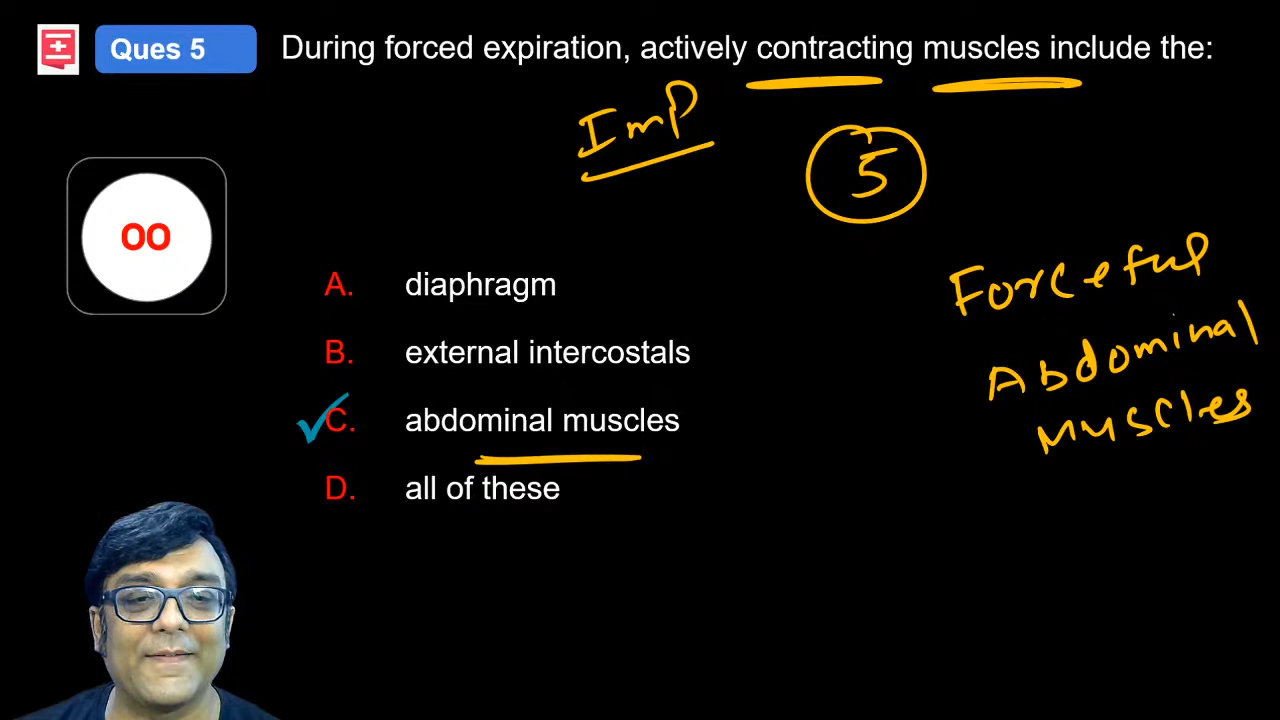 Ques 5
During forced expiration, actively contracting muscles include the:
Imp
5
00
A. diaphragm
B. external intercostals
C. abdominal muscles
D. all of these
Forceful
Abdominal
Muscles